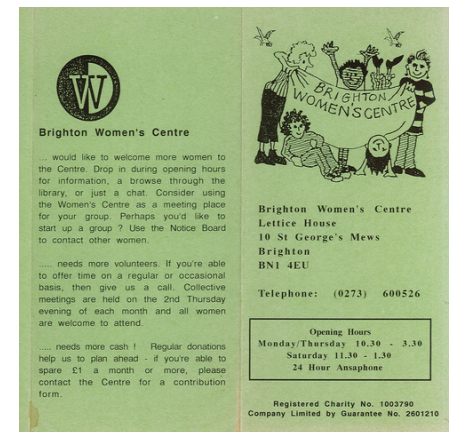 W
Brighton Women's Centre
.... would like to welcome more women to
the Centre. Drop in during opening hours
for information, a browse through the
library, or just a chat. Consider using
the Women's Centre as a meeting place
for your group. Perhaps you'd like to
start up a group ? Use the Notice Board
to contact other women.
..... needs more volunteers. If you're able
to offer time on a regular or occasional
basis, then give us a call. Collective
meetings are held on the 2nd Thursday
evening of each month and all women
are welcome to attend.
..... needs more cash ! Regular donations
help us to plan ahead - if you're able to
spare £1 a month or more, please
contact the Centre for a contribution
form.
BRIGHTON
WOMEN'S CENTRE
Brighton Women's Centre
Lettice House
10 St George's Mews
Brighton
BN1 4EU
Telephone: (0273) 600526
Opening Hours
Monday/Thursday 10.30 - 3.30
Saturday 11.30 - 1.30
24 Hour Ansaphone
Registered Charity No. 1003790
Company Limited by Guarantee No. 2601210